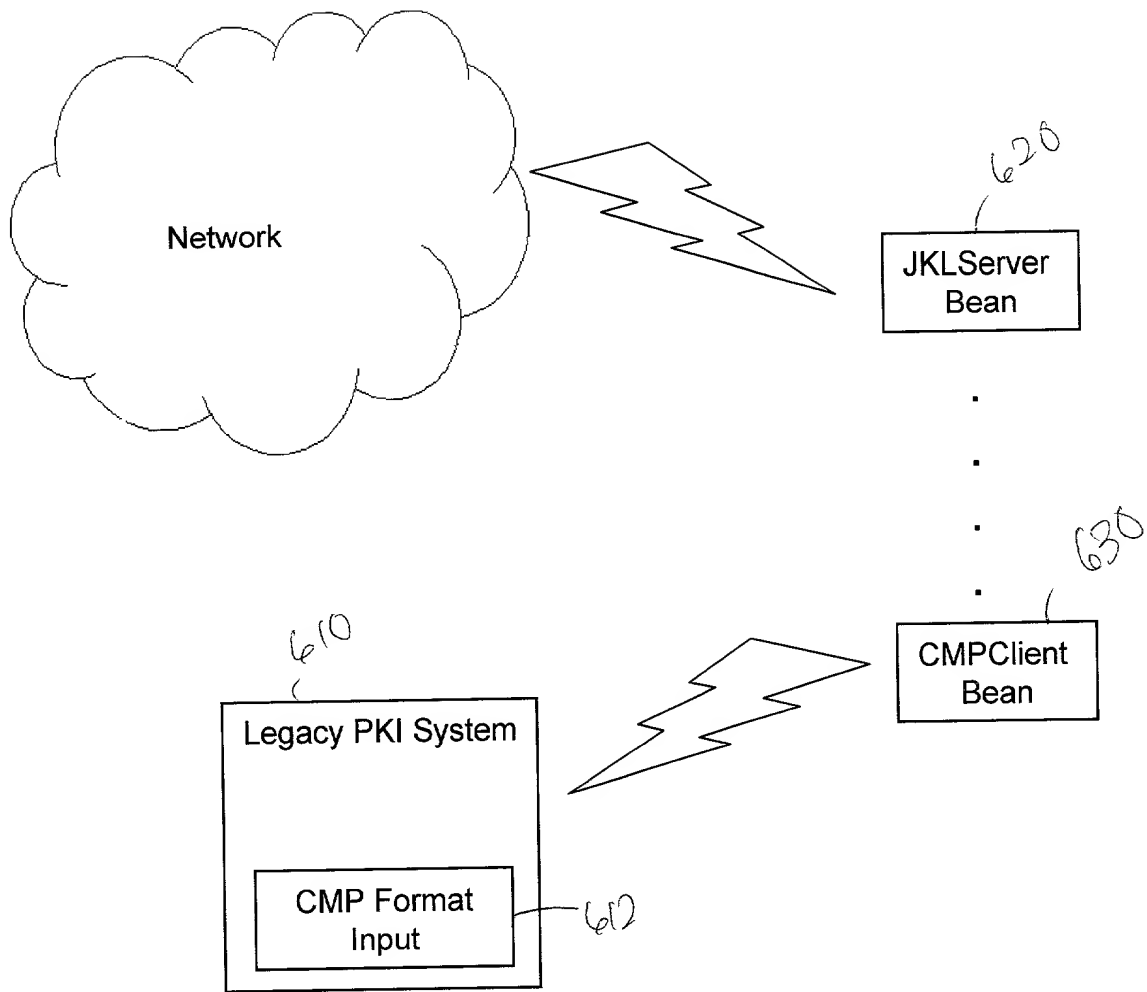 620
Network
JKLServer
Bean
630
CMPClient
Bean
610
Legacy PKI System
CMP Format
Input
612